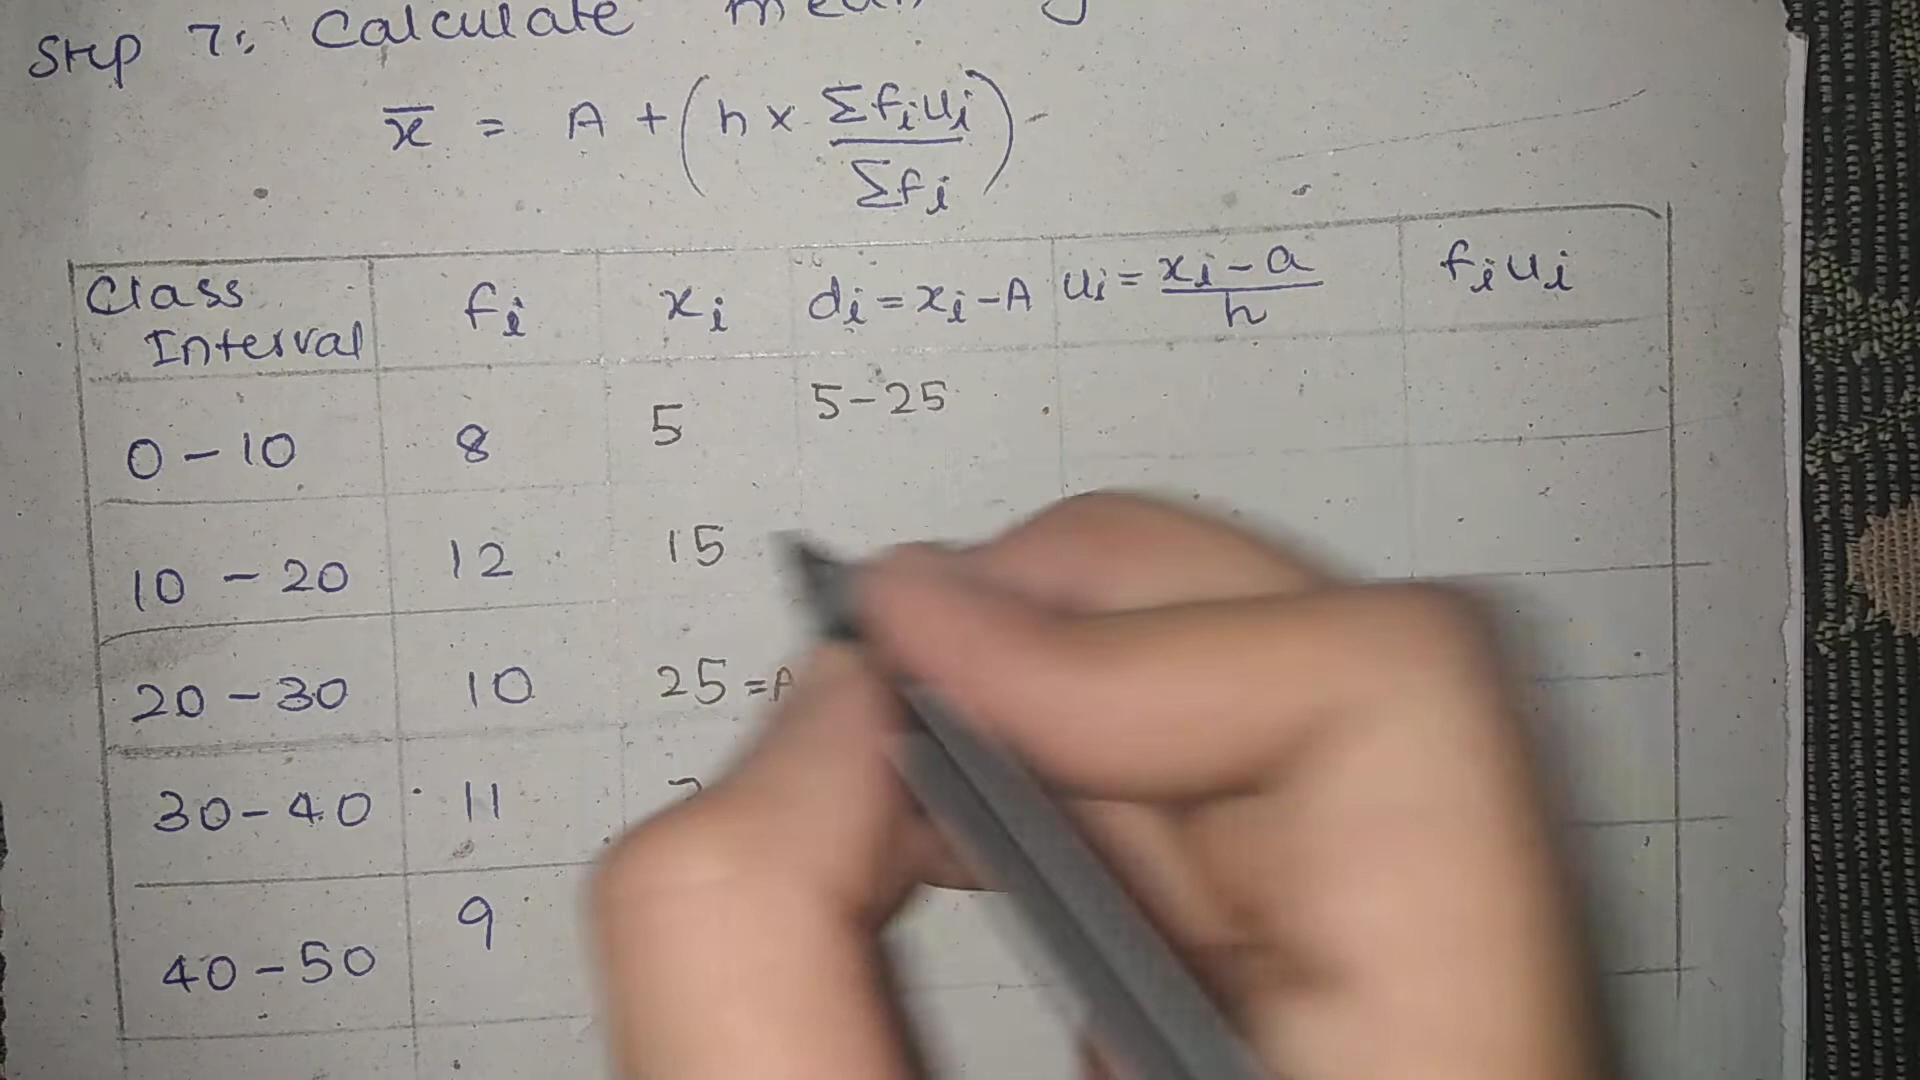 Step 7: Calculate mean
x̄ = A + (h × Σfiui / Σfi)
Class Interval fi xi di = xi - A ui = xi - a / h fiui
0 - 10 8 5 5 - 25
10 - 20 12 15
20 - 30 10 25 = A
30 - 40 11
40 - 50 9